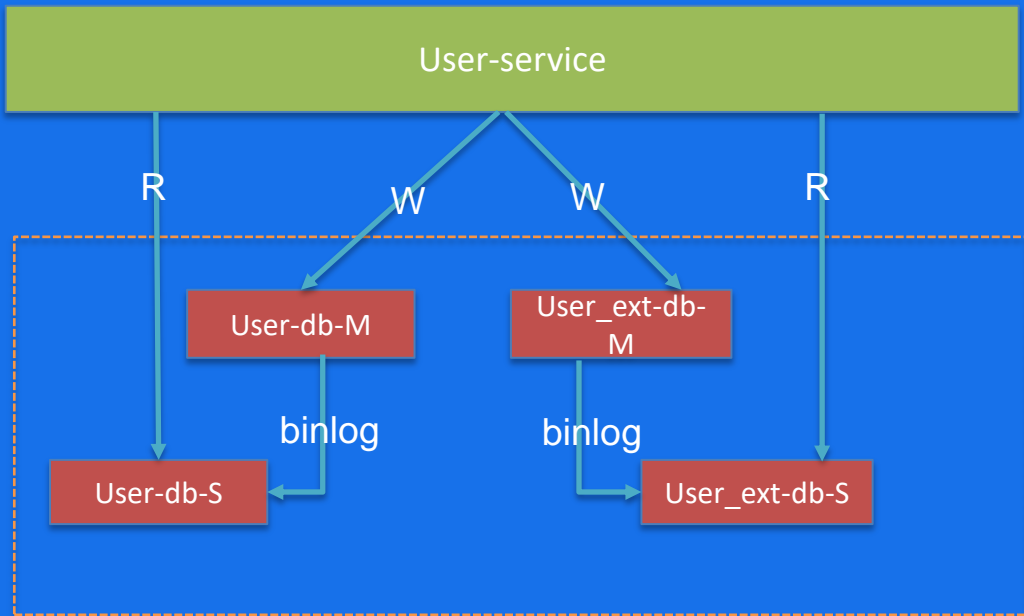 User-service
R
W
W
R
User-db-M
User_ext-db-
M
binlog
binlog
User-db-S
User_ext-db-S